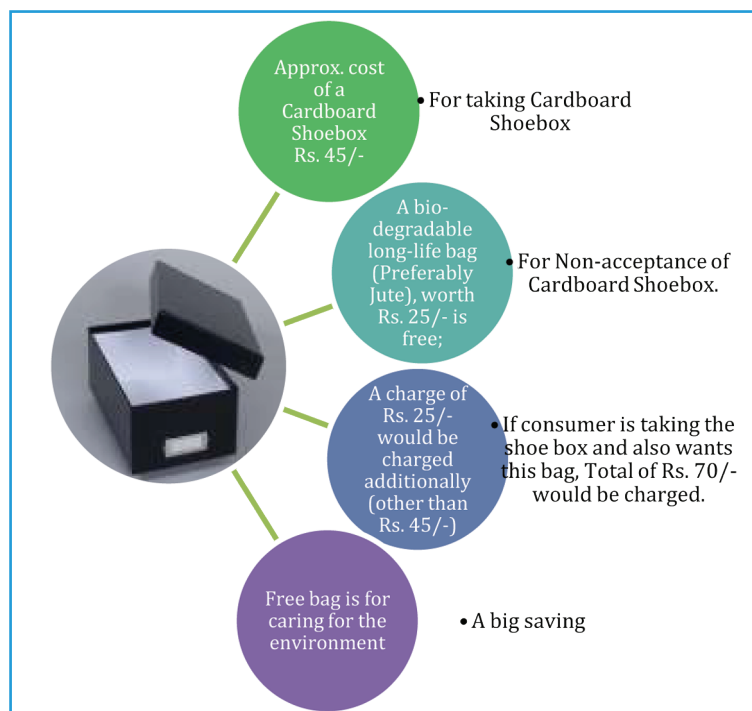 Approx. cost
of a
Cardboard
Shoebox
Rs. 45/-
• For taking Cardboard
Shoebox
A bio-
degradable
long-life bag
(Preferably
Jute), worth
Rs. 25/- is
free;
• For Non-acceptance of
Cardboard Shoebox.
A charge of
Rs. 25/-
would be
charged
additionally
(other than
Rs. 45/-)
• If consumer is taking the
shoe box and also wants
this bag, Total of Rs. 70/-
would be charged.
Free bag is for
caring for the
environment
• A big saving